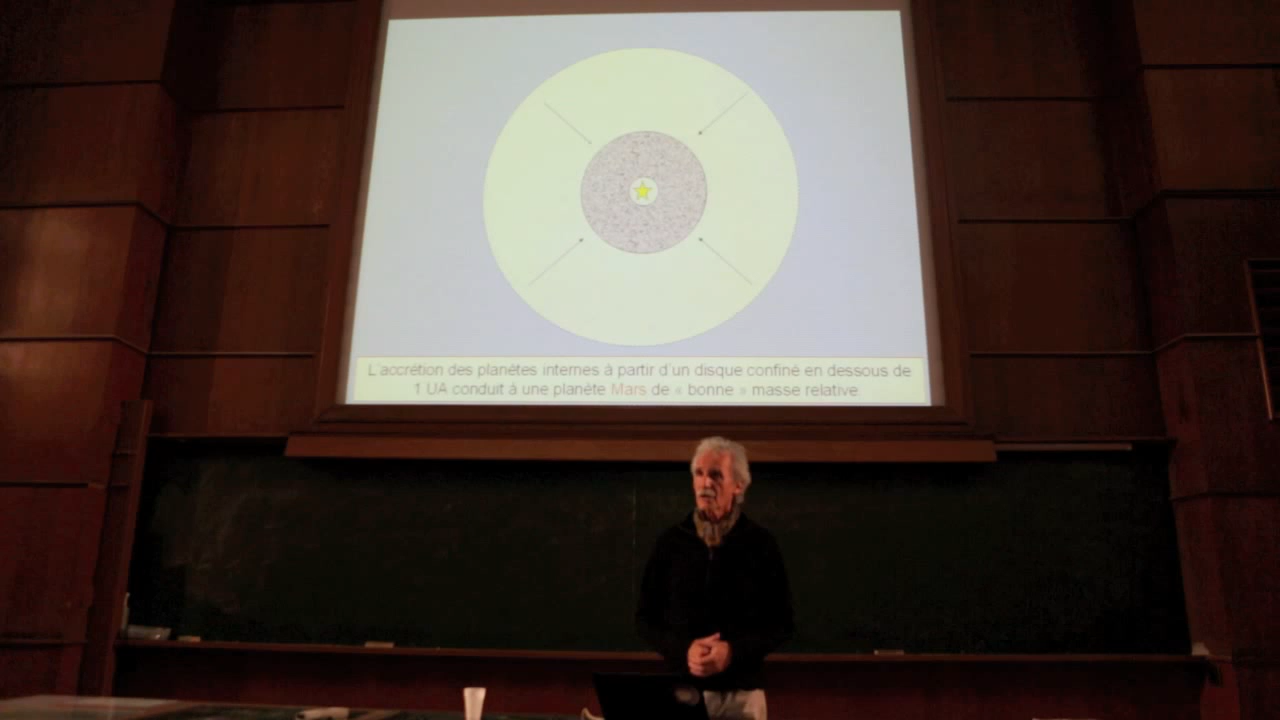 L'accrétion des planètes internes à partir d'un disque confiné en dessous de
1 UA conduit à une planète Mars de « bonne » masse relative.